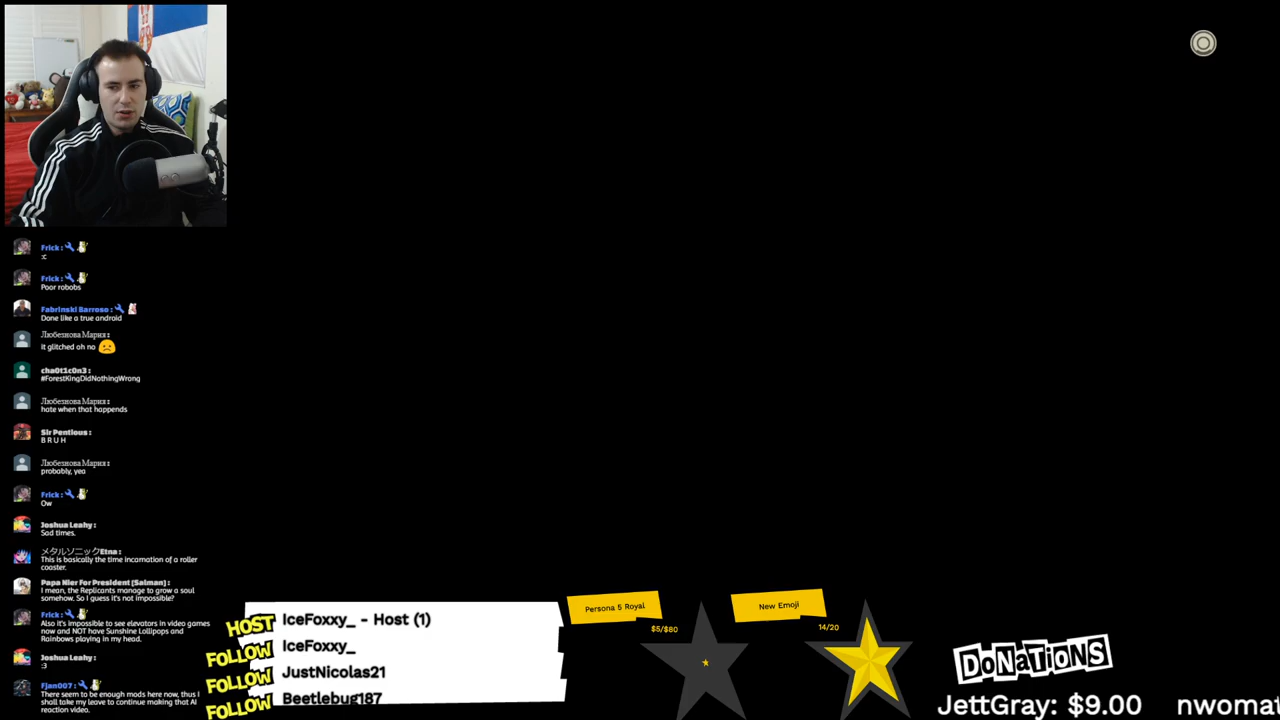 Frick :
:c
Frick :
Poor robobs
Fabrinski Barroso :
Done like a true android
Любезнова Мария :
It glitched oh no
cha0t1c0n3 :
#ForestKingDidNothingWrong
Любезнова Мария :
hate when that happends
Sir Pentious :
B R U H
Любезнова Мария :
probably, yea
Frick :
Ow
Joshua Leahy :
Sad times.
メタルソニックEtna :
This is basically the time incarnation of a roller
coaster.
Papa Nier For President [Salman] :
I mean, the Replicants manage to grow a soul
somehow. So I guess it's not impossible?
Frick :
Also it's impossible to see elevators in video games
now and NOT have Sunshine Lollipops and
Rainbows playing in my head.
Joshua Leahy :
:3
Fjan007 :
There seem to be enough mods here now, thus I
shall take my leave to continue making that AI
reaction video.
HOST IceFoxxy_ - Host (1)
FOLLOW IceFoxxy_
FOLLOW JustNicolas21
FOLLOW Beetlebug187
Persona 5 Royal
$5/$80
New Emoji
14/20
DONATIONS
JettGray: $9.00 nwomat